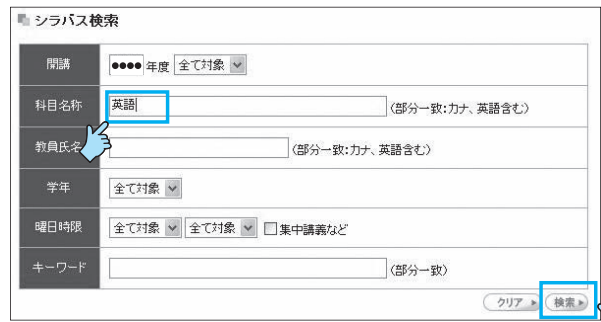 シラバス検索
開講 ●●●● 年度 全て対象
科目名称 英語 (部分一致:カナ、英語含む)
教員氏名 (部分一致:カナ、英語含む)
学年 全て対象
曜日時限 全て対象 全て対象 集中講義など
キーワード (部分一致)
クリア 検索